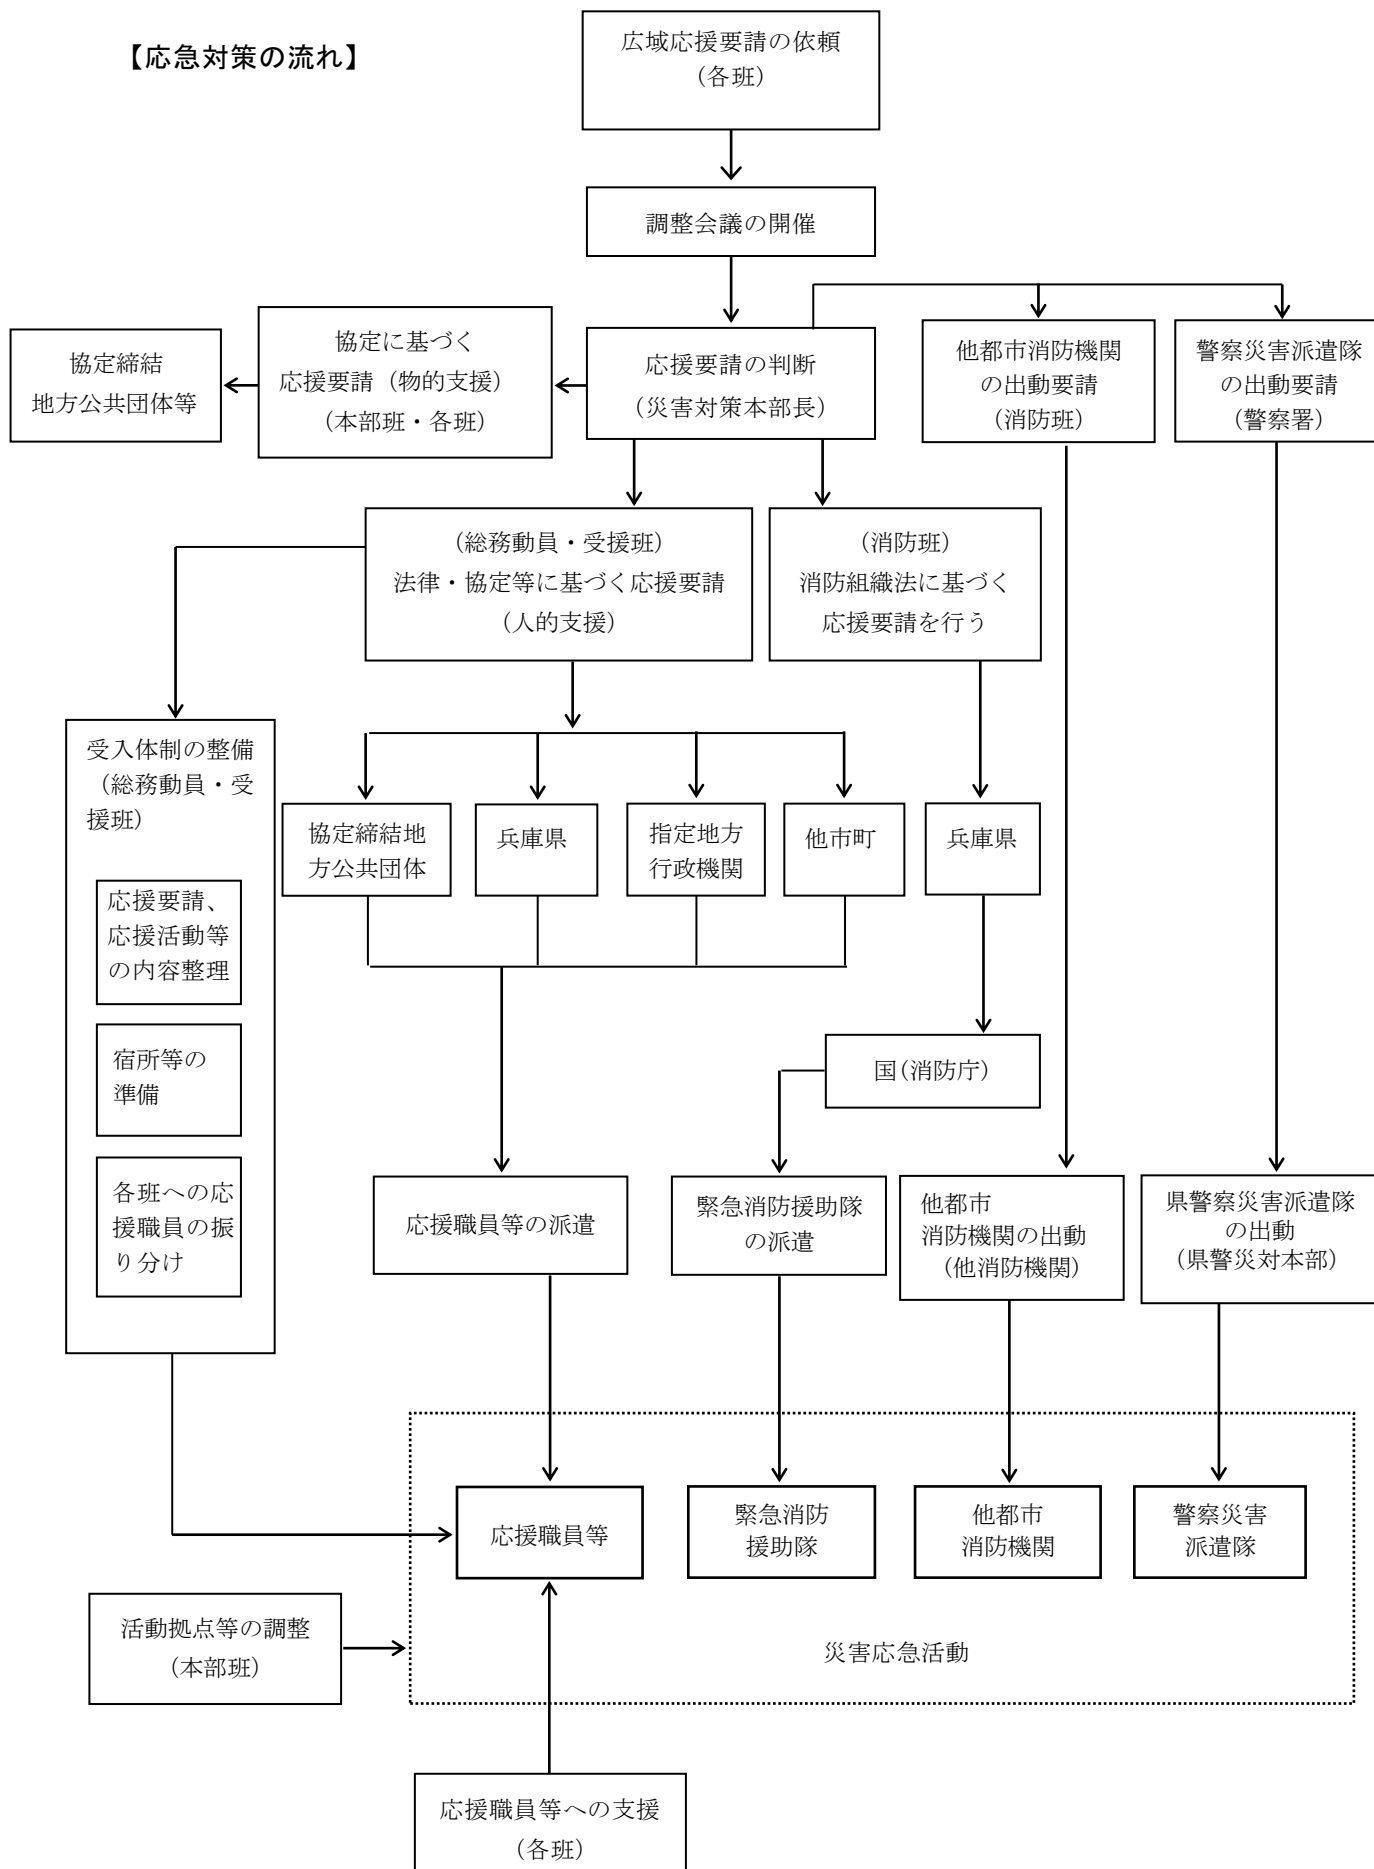 【応急対策の流れ】
広域応援要請の依頼
（各班）
調整会議の開催
協定締結
地方公共団体等
協定に基づく
応援要請（物的支援）
（本部班・各班）
応援要請の判断
（災害対策本部長）
他都市消防機関
の出動要請
（消防班）
警察災害派遣隊
の出動要請
（警察署）
（総務動員・受援班）
法律・協定等に基づく応援要請
（人的支援）
（消防班）
消防組織法に基づく
応援要請を行う
受入体制の整備
（総務動員・受
援班）
応援要請、
応援活動等
の内容整理
宿所等の
準備
各班への応
援職員の振
り分け
協定締結地
方公共団体
兵庫県
指定地方
行政機関
他市町
兵庫県
国（消防庁）
応援職員等の派遣
緊急消防援助隊
の派遣
他都市
消防機関の出動
（他消防機関）
県警察災害派遣隊
の出動
（県警災対本部）
応援職員等
緊急消防
援助隊
他都市
消防機関
警察災害
派遣隊
活動拠点等の調整
（本部班）
災害応急活動
応援職員等への支援
（各班）